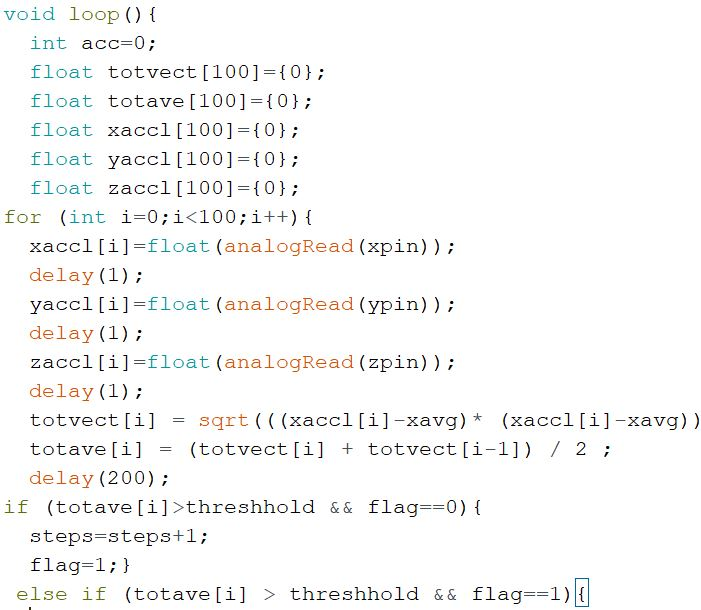 void loop(){
  int acc=0;
  float totvect[100]={0};
  float totave[100]={0};
  float xaccl[100]={0};
  float yaccl[100]={0};
  float zaccl[100]={0};
for (int i=0;i<100;i++){
  xaccl[i]=float(analogRead(xpin));
  delay(1);
  yaccl[i]=float(analogRead(ypin));
  delay(1);
  zaccl[i]=float(analogRead(zpin));
  delay(1);
  totvect[i] = sqrt(((xaccl[i]-xavg)* (xaccl[i]-xavg))
  totave[i] = (totvect[i] + totvect[i-1]) / 2 ;
  delay(200);
if (totave[i]>threshhold && flag==0){
  steps=steps+1;
  flag=1;}
 else if (totave[i] > threshhold && flag==1){